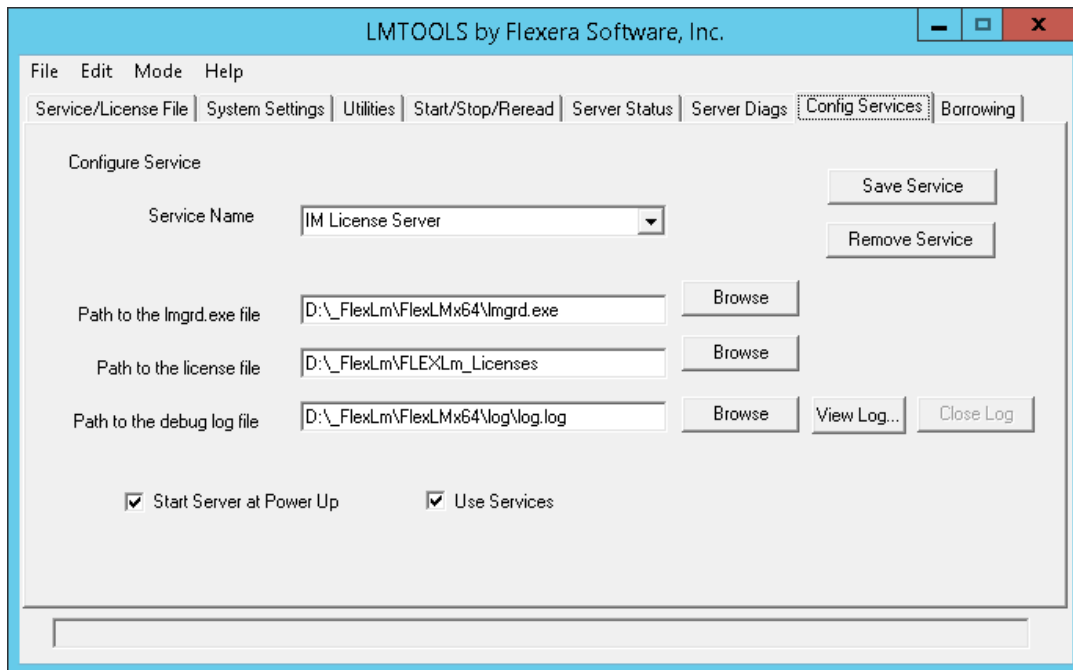 LMTOOLS by Flexera Software, Inc.
File Edit Mode Help
Service/License File System Settings Utilities Start/Stop/Reread Server Status Server Diags Config Services Borrowing
Configure Service
Save Service
Service Name IM License Server
Remove Service
Path to the lmgrd.exe file D:\_FlexLm\FlexLMx64\lmgrd.exe Browse
Path to the license file D:\_FlexLm\FLEXLm_Licenses Browse
Path to the debug log file D:\_FlexLm\FlexLMx64\log\log.log Browse View Log... Close Log
Start Server at Power Up Use Services